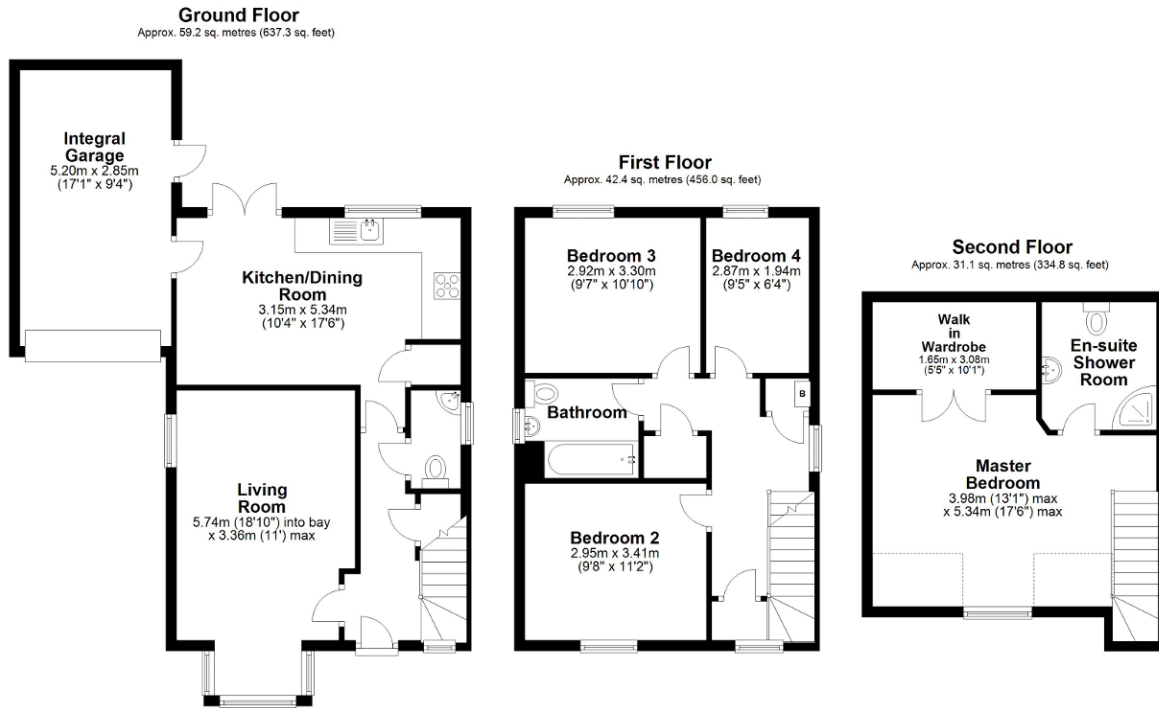 Ground Floor
Approx. 59.2 sq. metres (637.3 sq. feet)
Integral
Garage
5.20m x 2.85m
(17'1" x 9'4")
Kitchen/Dining
Room
3.15m x 5.34m
(10'4" x 17'6")
Living
Room
5.74m (18'10") into bay
x 3.36m (11') max
First Floor
Approx. 42.4 sq. metres (456.0 sq. feet)
Bedroom 3
2.92m x 3.30m
(9'7" x 10'10")
Bedroom 4
2.87m x 1.94m
(9'5" x 6'4")
B
Bathroom
Bedroom 2
2.95m x 3.41m
(9'8" x 11'2")
Second Floor
Approx. 31.1 sq. metres (334.8 sq. feet)
Walk
in
Wardrobe
1.65m x 3.08m
(5'5" x 10'1")
En-suite
Shower
Room
Master
Bedroom
3.98m (13'1") max
x 5.34m (17'6") max